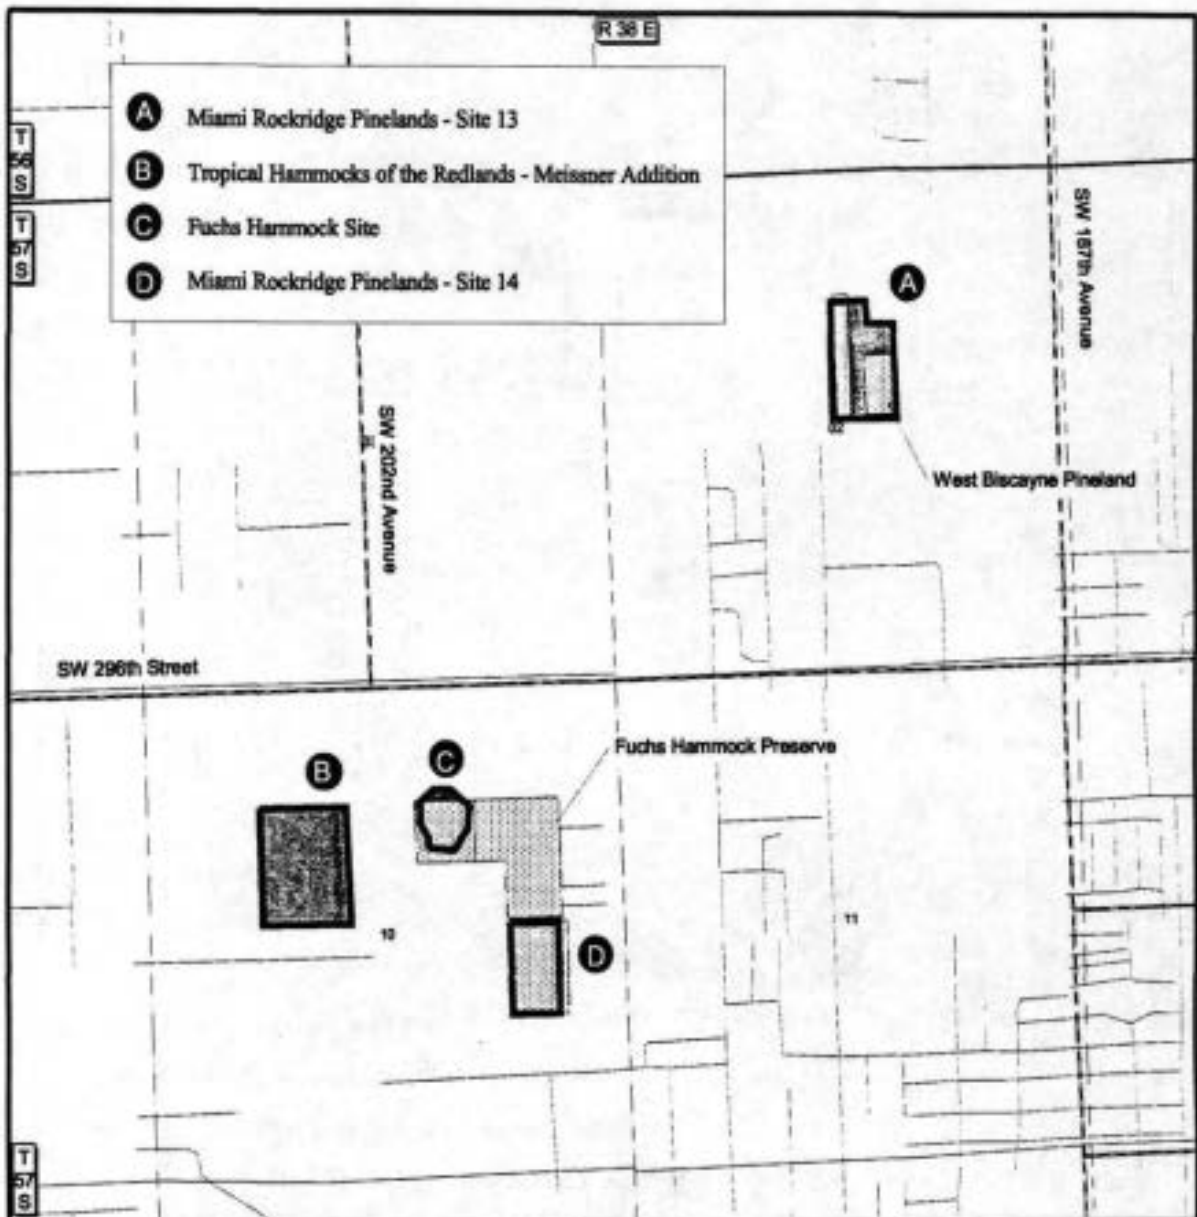 R 38 E
A Miami Rockridge Pinelands - Site 13
B Tropical Hammocks of the Redlands - Meissner Addition
C Fuchs Hammock Site
D Miami Rockridge Pinelands - Site 14
T
56
S
T
57
S
A
SW 187th Avenue
SW 202nd Avenue
West Biscayne Pineland
SW 296th Street
Fuchs Hammock Preserve
B
C
10
11
D
T
57
S